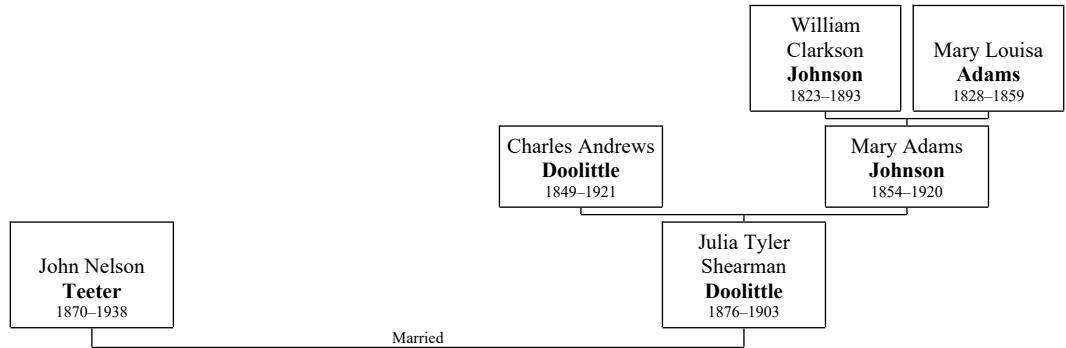 William
Clarkson
Johnson
1823–1893
Mary Louisa
Adams
1828–1859
Charles Andrews
Doolittle
1849–1921
Mary Adams
Johnson
1854–1920
John Nelson
Teeter
1870–1938
Julia Tyler
Shearman
Doolittle
1876–1903
Married